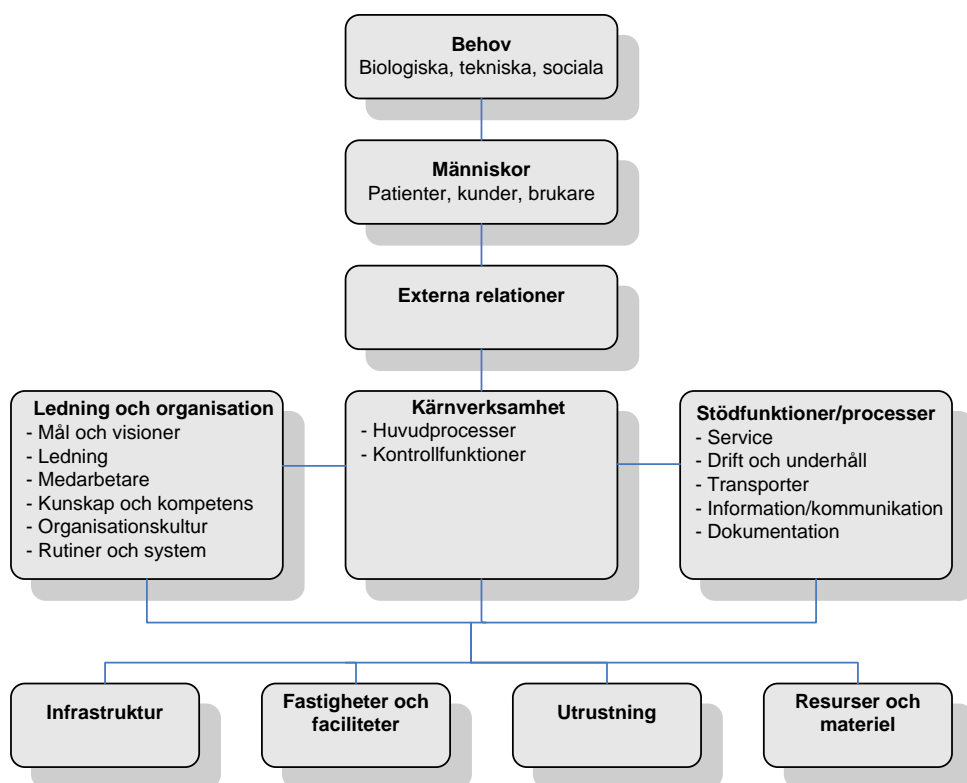 Behov
Biologiska, tekniska, sociala
Människor
Patienter, kunder, brukare
Externa relationer
Ledning och organisation
- Mål och visioner
- Ledning
- Medarbetare
- Kunskap och kompetens
- Organisationskultur
- Rutiner och system
Kärnverksamhet
- Huvudprocesser
- Kontrollfunktioner
Stödfunktioner/processer
- Service
- Drift och underhåll
- Transporter
- Information/kommunikation
- Dokumentation
Infrastruktur
Fastigheter och
faciliteter
Utrustning
Resurser och
materiel